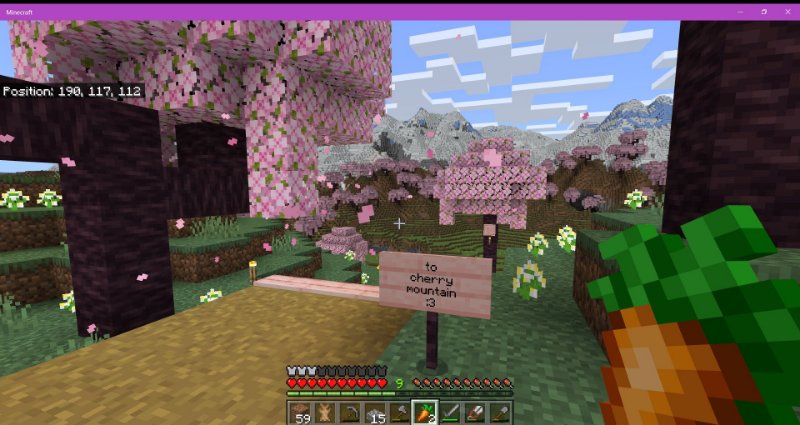 Minecraft
Position: 190, 117, 112
to
cherry
mountain
:3
9
59
15
2